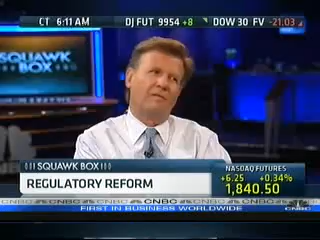 CT 6:11 AM DJ FUT 9954 +8 DOW 30 FV -21.03
SQUAWK
BOX
SQUAWK BOX
REGULATORY REFORM
NASDAQ FUTURES
+6.25 +0.34%
1,840.50
CNBC FIRST IN BUSINESS WORLDWIDE CNBC